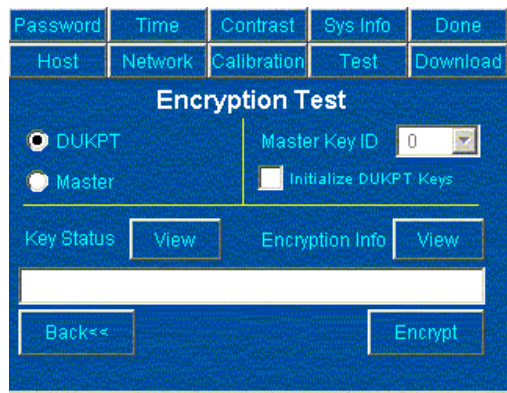 Password Time Contrast Sys Info Done
Host Network Calibration Test Download
Encryption Test
DUKPT Master Key ID 0
Master Initialize DUKPT Keys
Key Status View Encryption Info View
Back<< Encrypt